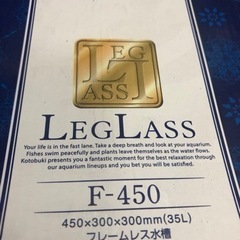 LEG
LASS
LEGLASS
Your life is in the fast lane. Take a deep breath and look at your aquarium.
Fishes swim peacefully and plants leave themselves as the water flows.
Kotobuki presents you a fantastic moment for the best relaxation through
our aquarium lineups and you bet you will be satisfied.
F-450
450×300×300mm(35L)
フレームレス水槽